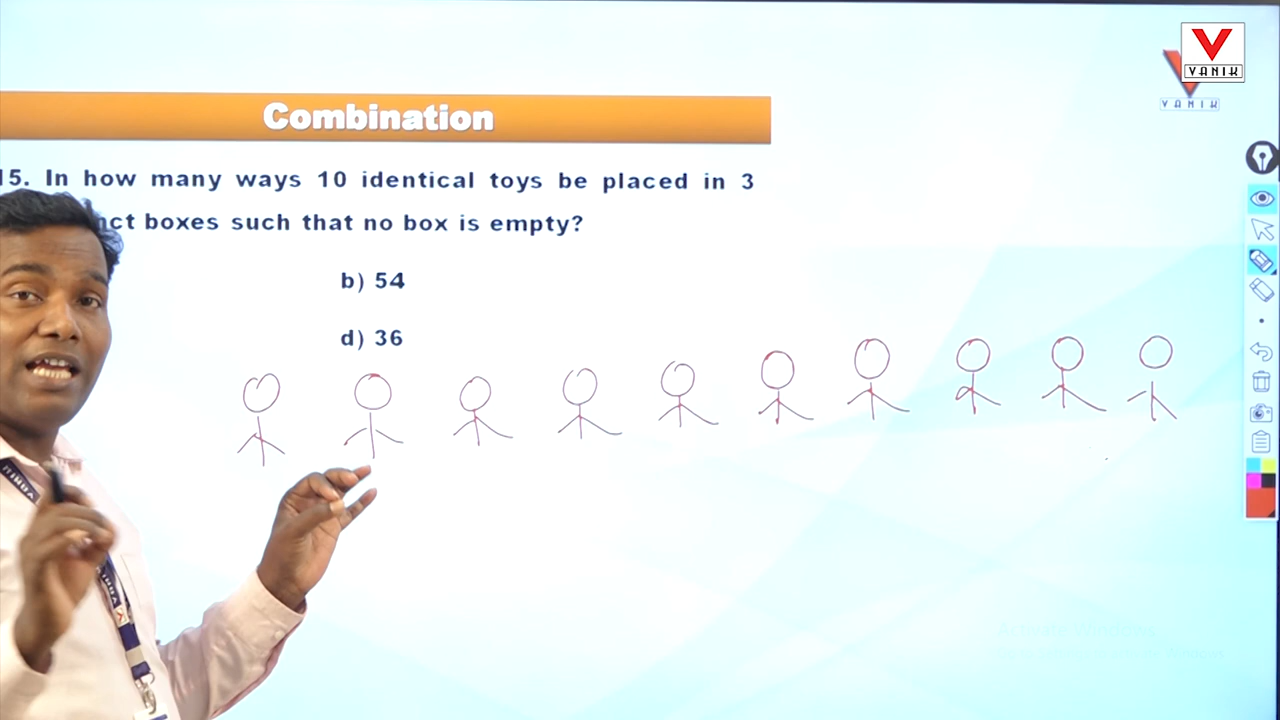 VANIK
VANIK
Combination
15. In how many ways 10 identical toys be placed in 3
boxes such that no box is empty?
b) 54
d) 36